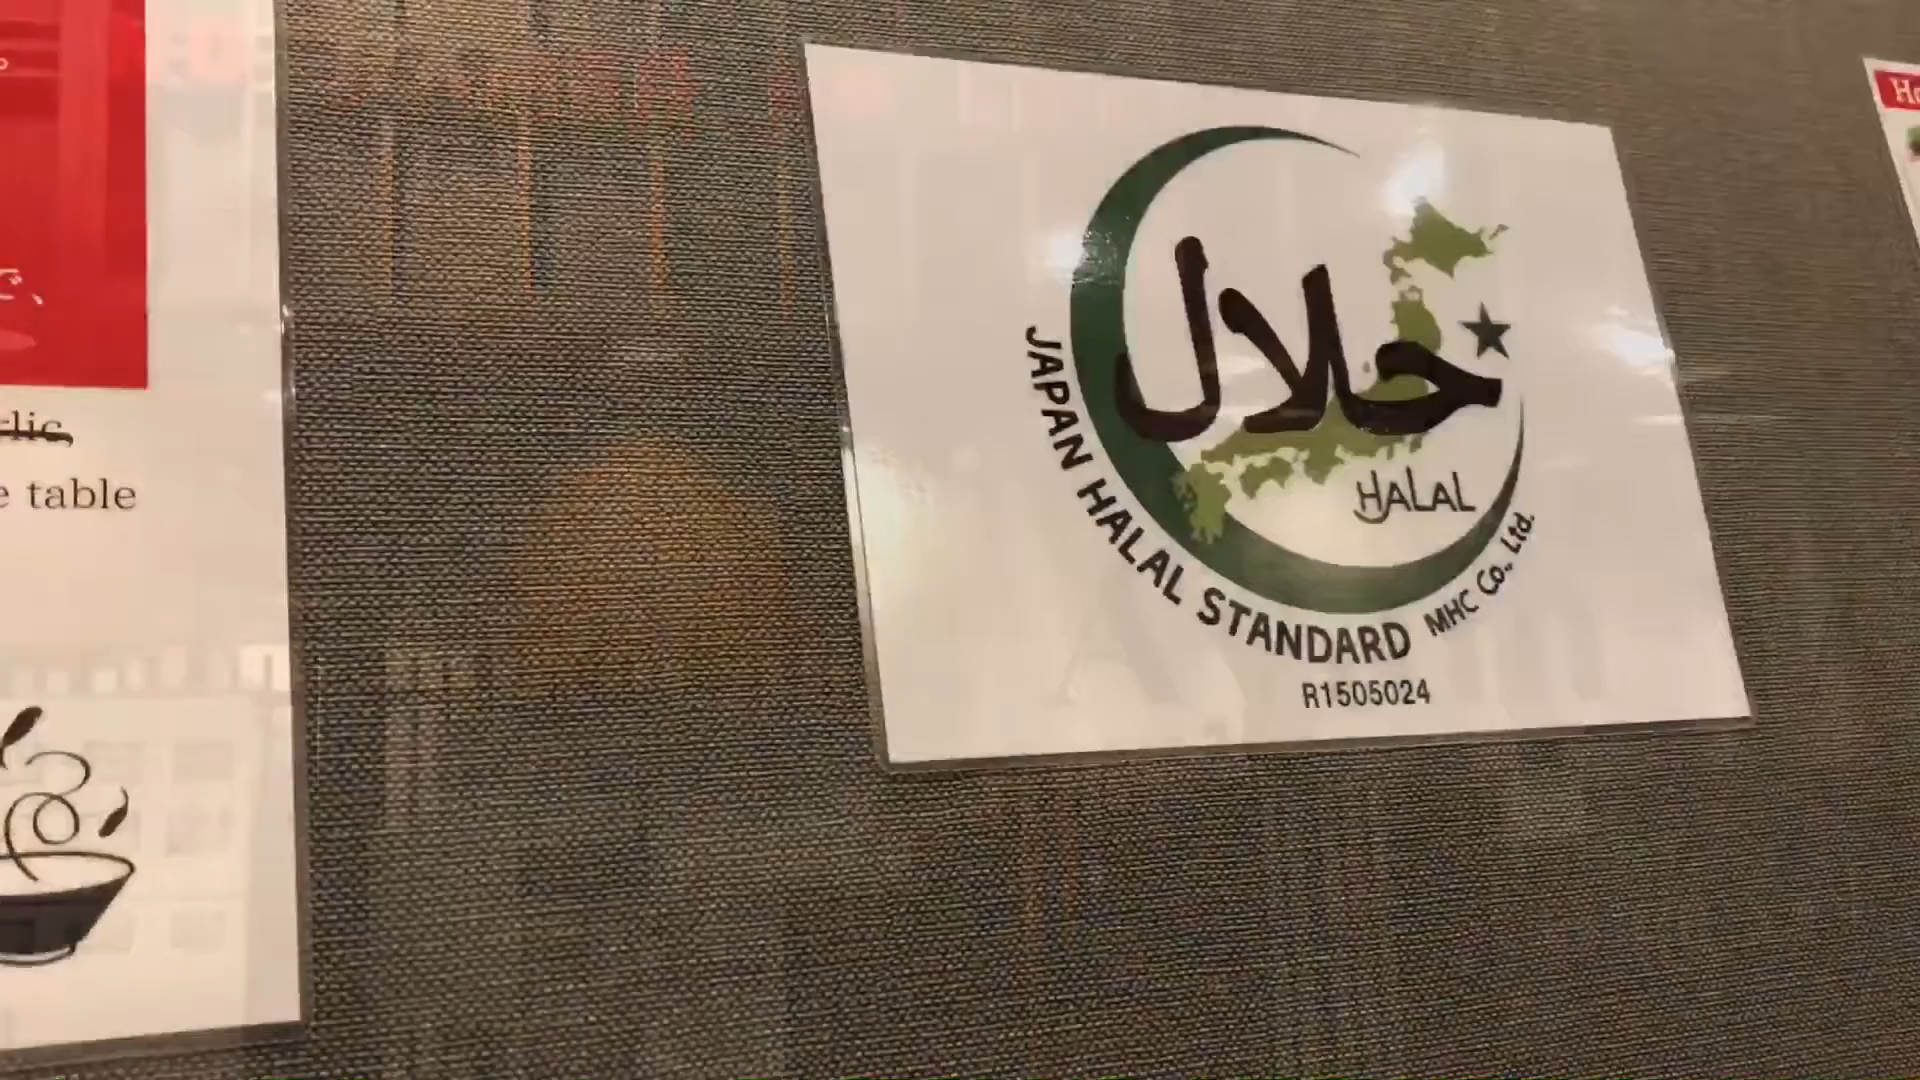 table
حلال
HALAL
JAPAN HALAL STANDARD MHC Co., Ltd.
R1505024